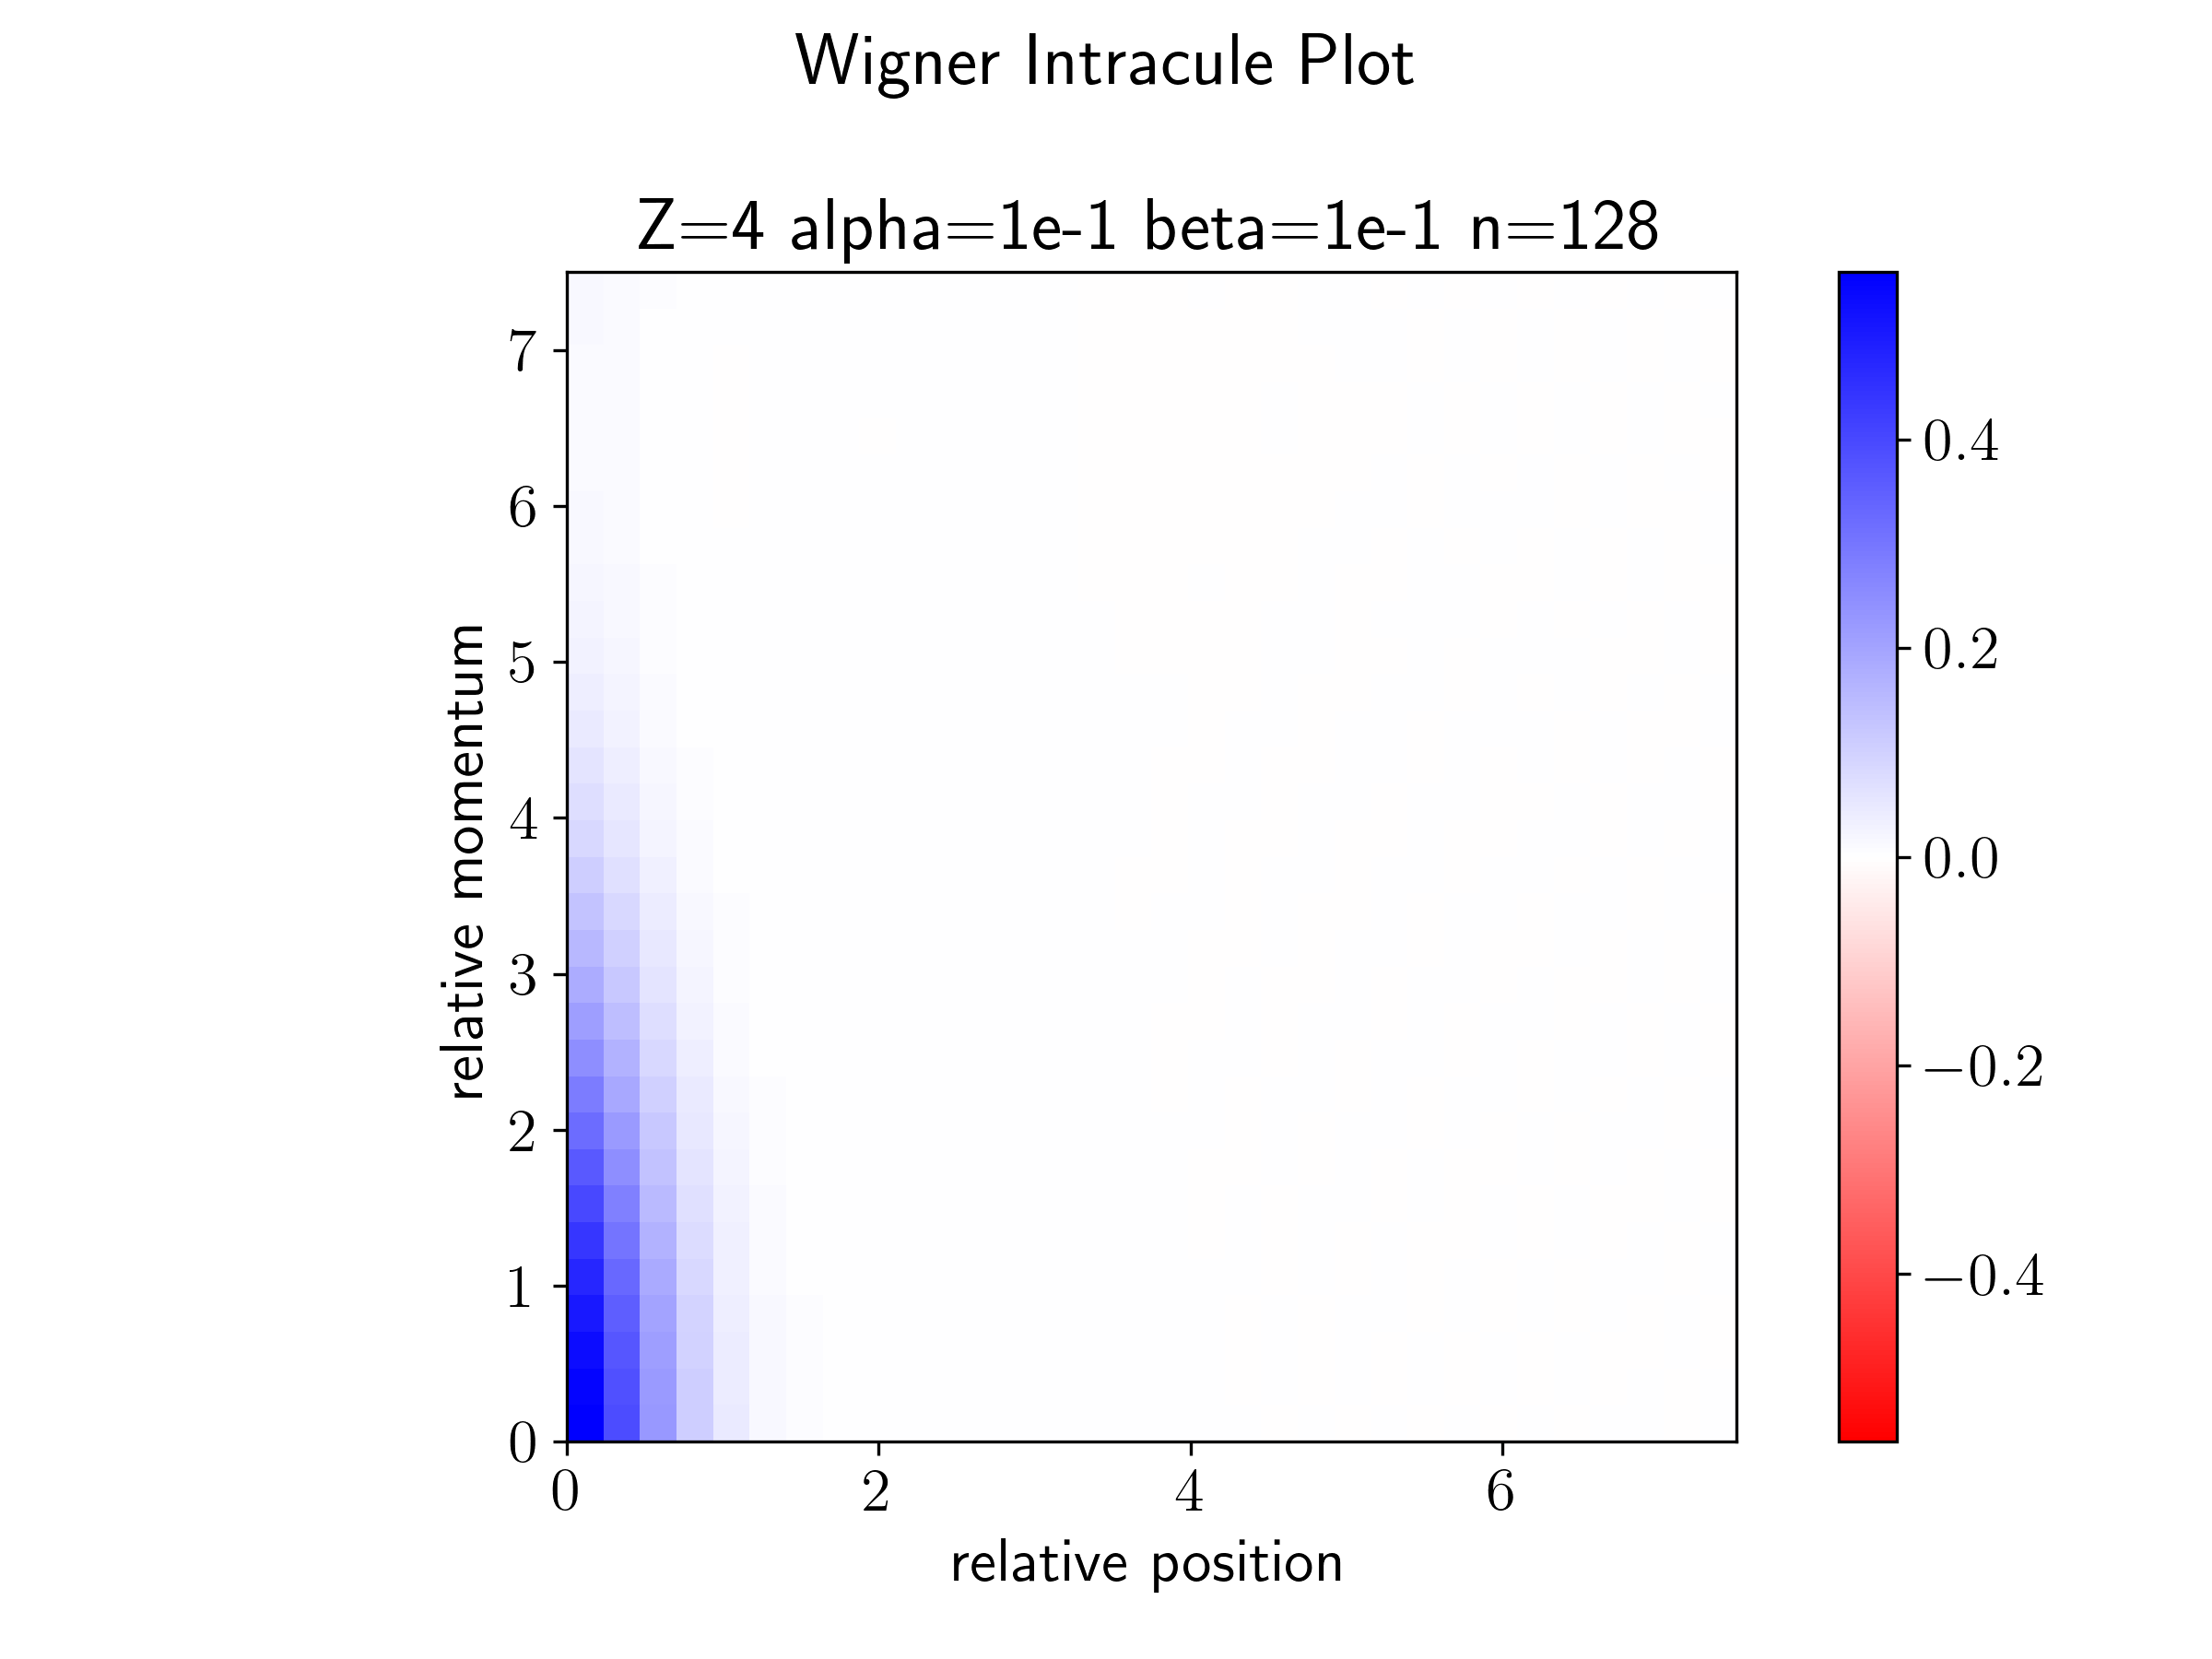 Wigner Intracule Plot
Z=4 alpha=1e-1 beta=1e-1 n=128
relative momentum
7
6
5
4
3
2
1
0
0 2 4 6
relative position
0.4
0.2
0.0
−0.2
−0.4